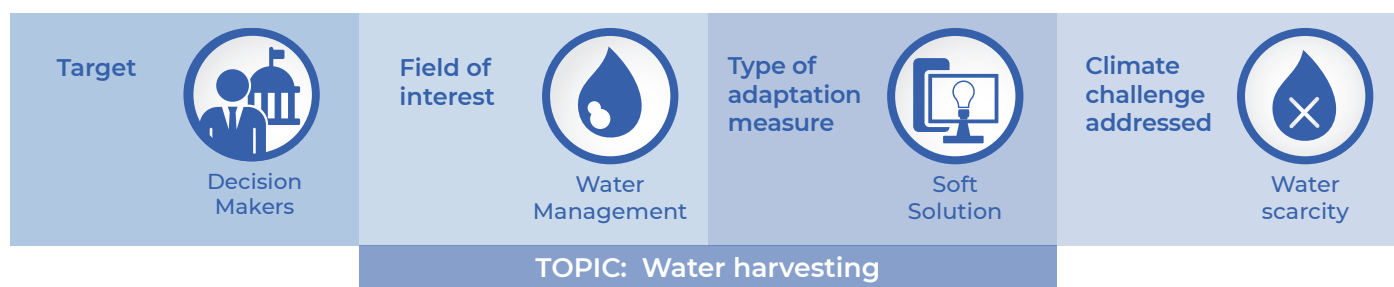 Target
Decision
Makers
Field of
interest
Water
Management
Type of
adaptation
measure
Soft
Solution
Climate
challenge
addressed
Water
scarcity
TOPIC: Water harvesting